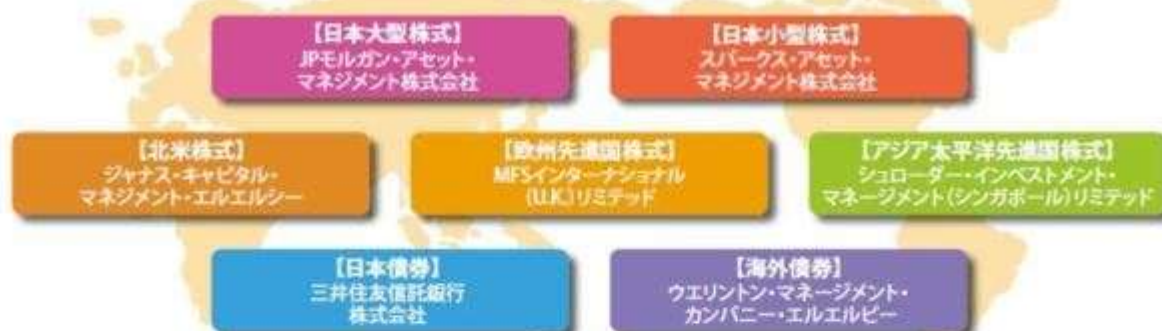 【日本大型株式】
JPモルガン・アセット・
マネジメント株式会社
【日本小型株式】
スパークス・アセット・
マネジメント株式会社
【北米株式】
ジャナス・キャピタル・
マネジメント・エルエルシー
【欧州先進国株式】
MFSインターナショナル
(U.K.)リミテッド
【アジア太平洋先進国株式】
シュローダー・インベストメント・
マネージメント(シンガポール)リミテッド
【日本債券】
三井住友信託銀行
株式会社
【海外債券】
ウエリントン・マネージメント・
カンパニー・エルエルピー